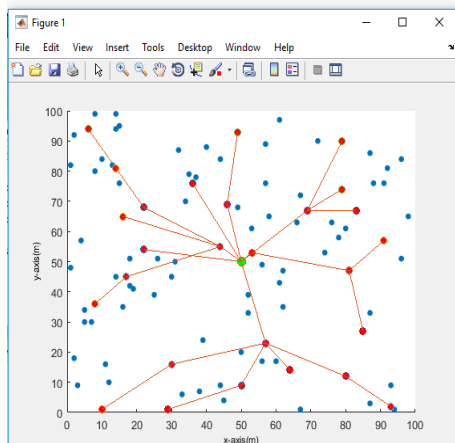 Figure 1
File Edit View Insert Tools Desktop Window Help
100
90
80
70
60
50
40
30
20
10
0
y-axis(m)
0 10 20 30 40 50 60 70 80 90 100
x-axis(m)